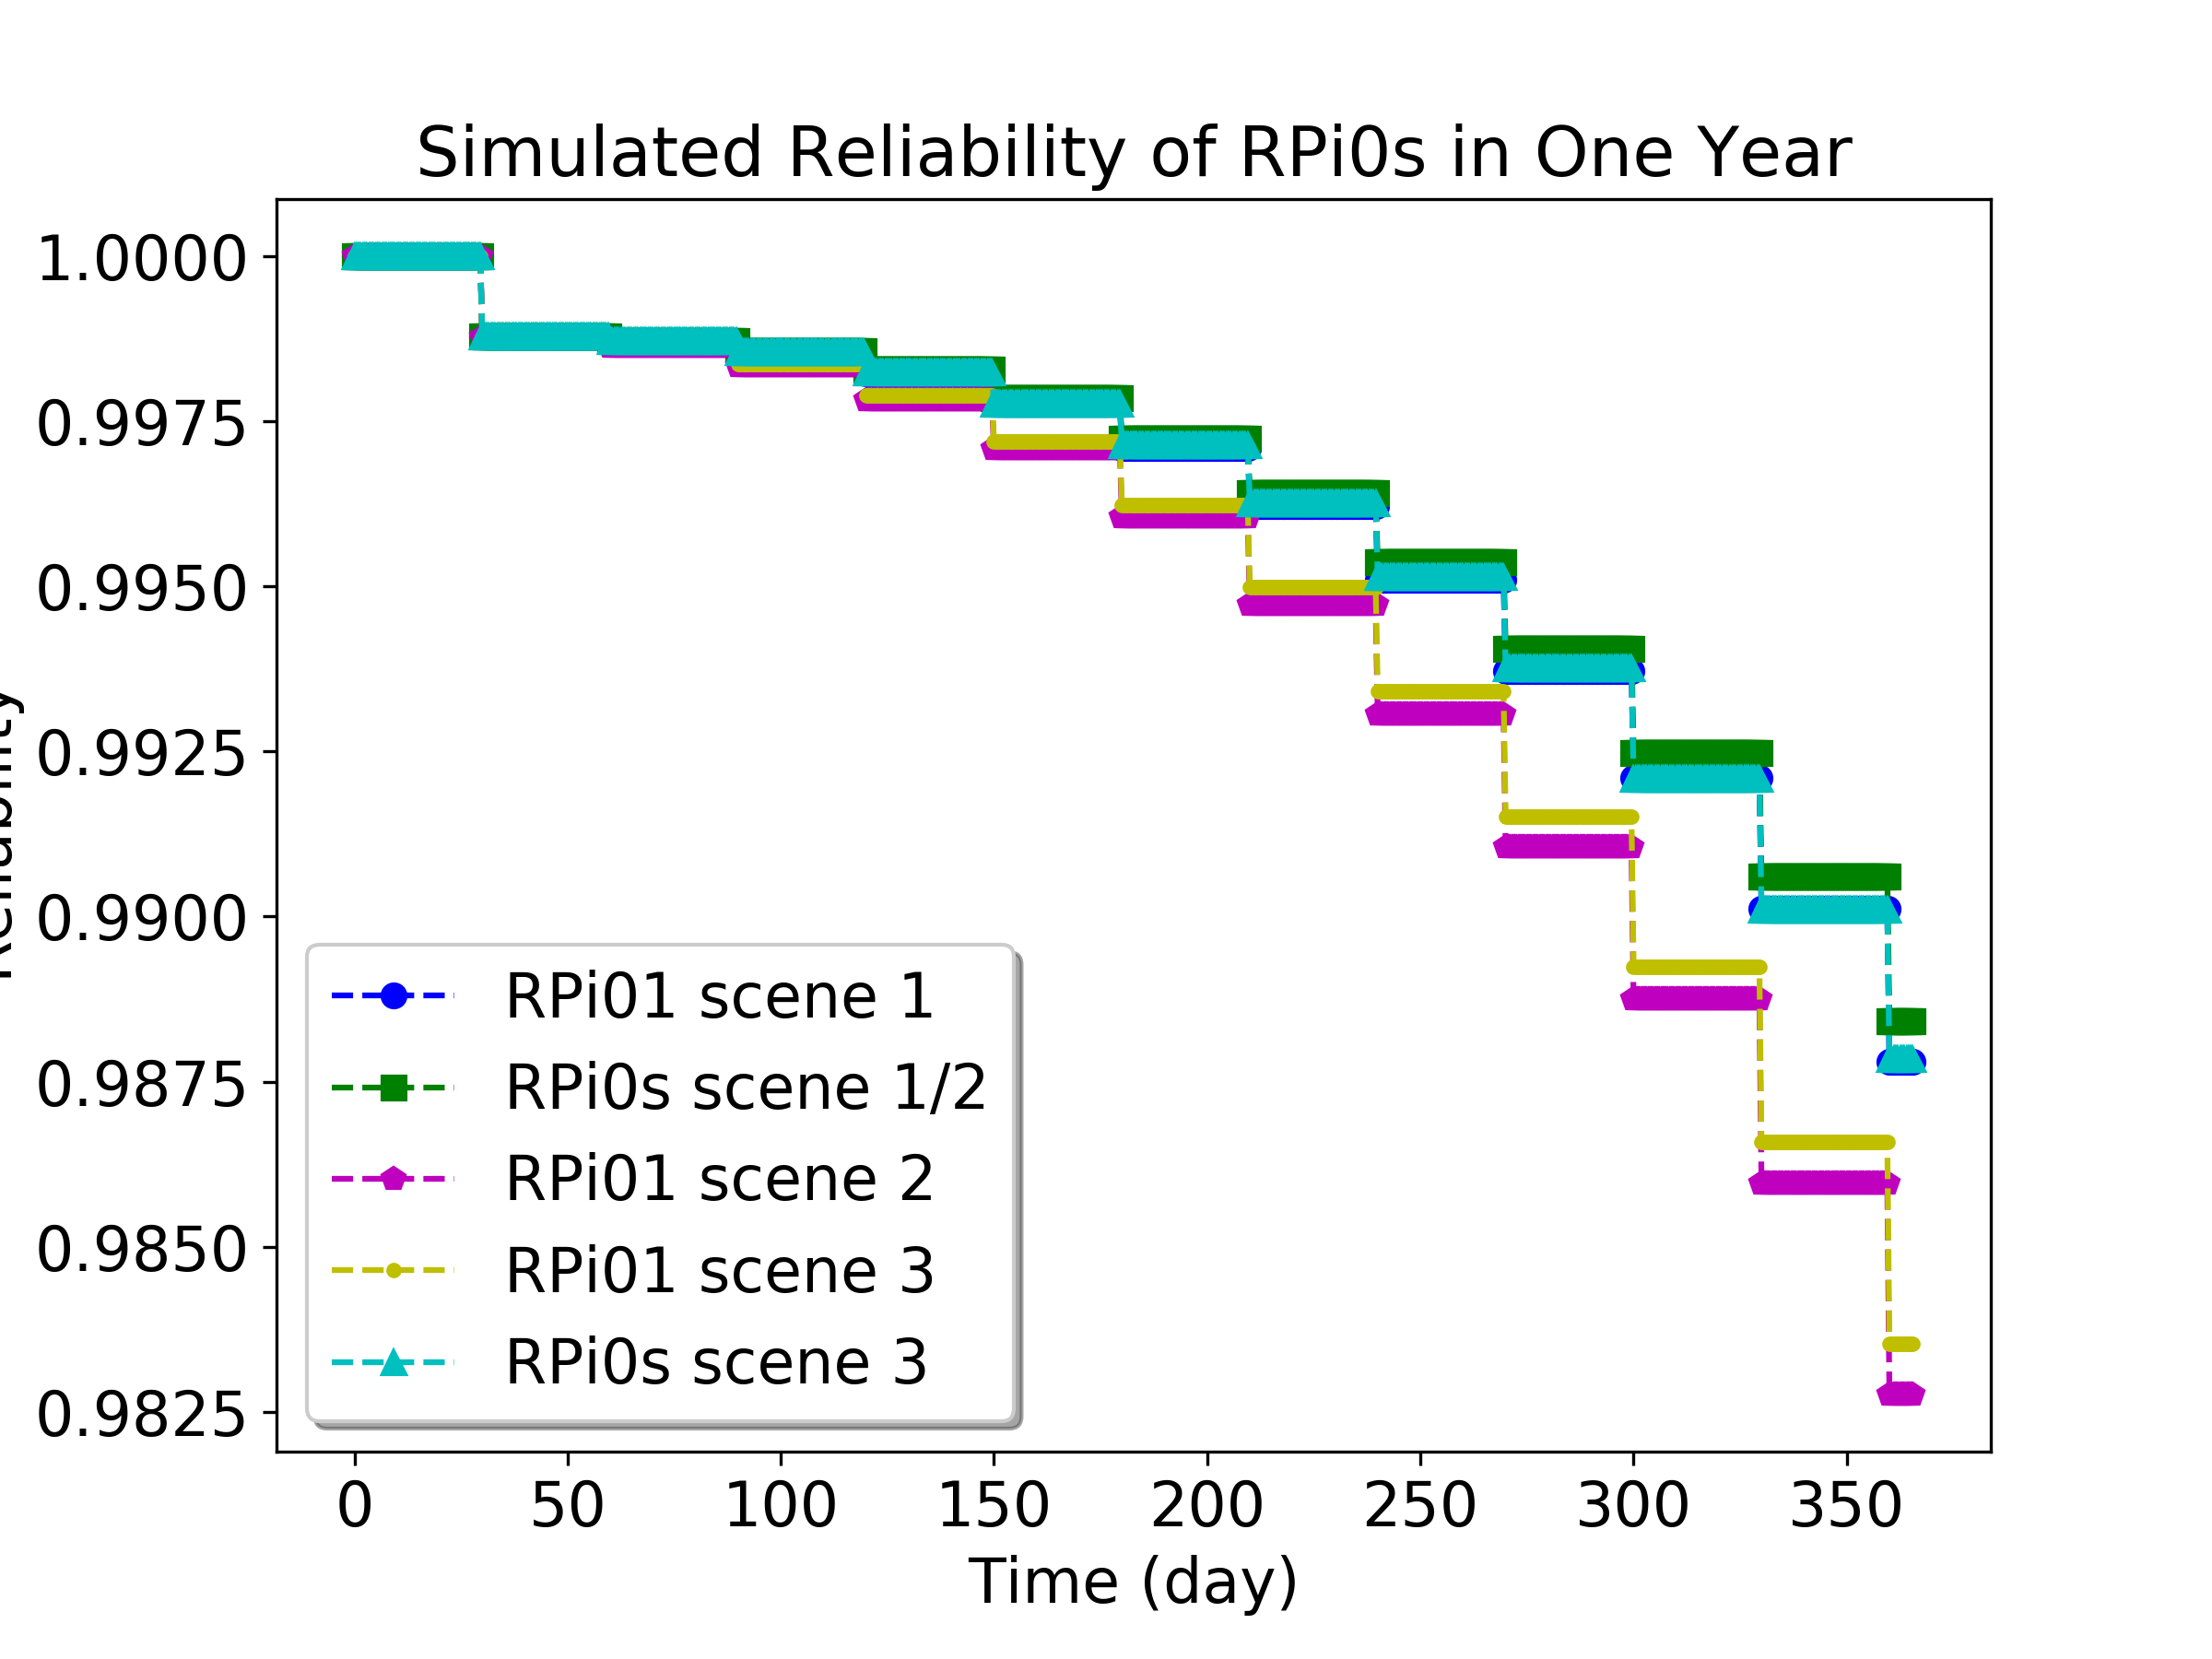 Simulated Reliability of RPi0s in One Year
1.0000
0.9975
0.9950
0.9925
0.9900
0.9875
0.9850
0.9825
Reliability
RPi01 scene 1
RPi0s scene 1/2
RPi01 scene 2
RPi01 scene 3
RPi0s scene 3
0 50 100 150 200 250 300 350
Time (day)